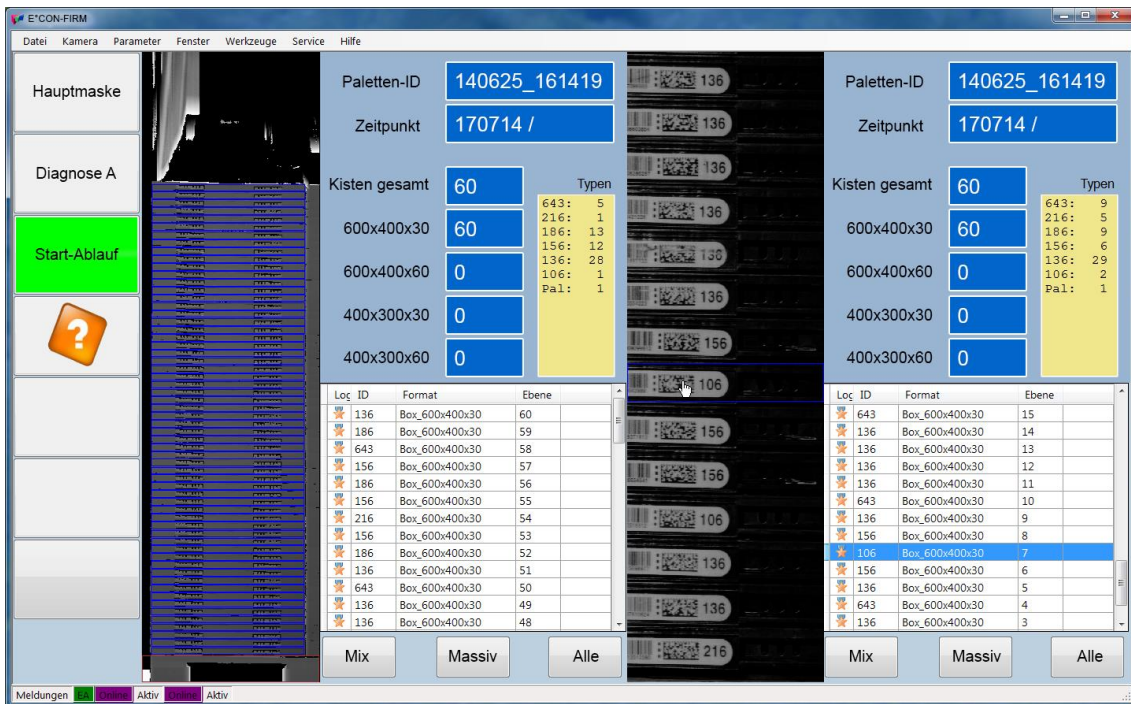 E*CON-FIRM
Datei Kamera Parameter Fenster Werkzeuge Service Hilfe
Hauptmaske
Diagnose A
Start-Ablauf
?
Paletten-ID 140625_161419
Zeitpunkt 170714 /
Kisten gesamt 60
Typen
600x400x30 60
600x400x60 0
400x300x30 0
400x300x60 0
643: 5
216: 1
186: 13
156: 12
136: 28
106: 1
Pal: 1
Log ID Format Ebene
136 Box_600x400x30 60
186 Box_600x400x30 59
643 Box_600x400x30 58
156 Box_600x400x30 57
186 Box_600x400x30 56
156 Box_600x400x30 55
216 Box_600x400x30 54
156 Box_600x400x30 53
186 Box_600x400x30 52
136 Box_600x400x30 51
643 Box_600x400x30 50
136 Box_600x400x30 49
136 Box_600x400x30 48
Mix Massiv Alle
136
136
136
136
136
136
156
106
156
156
106
136
136
216
Paletten-ID 140625_161419
Zeitpunkt 170714 /
Kisten gesamt 60
Typen
600x400x30 60
600x400x60 0
400x300x30 0
400x300x60 0
643: 9
216: 5
186: 9
156: 6
136: 29
106: 2
Pal: 1
Log ID Format Ebene
643 Box_600x400x30 15
136 Box_600x400x30 14
136 Box_600x400x30 13
136 Box_600x400x30 12
136 Box_600x400x30 11
643 Box_600x400x30 10
136 Box_600x400x30 9
156 Box_600x400x30 8
106 Box_600x400x30 7
156 Box_600x400x30 6
136 Box_600x400x30 5
643 Box_600x400x30 4
136 Box_600x400x30 3
Mix Massiv Alle
Meldungen EA Online Aktiv Online Aktiv